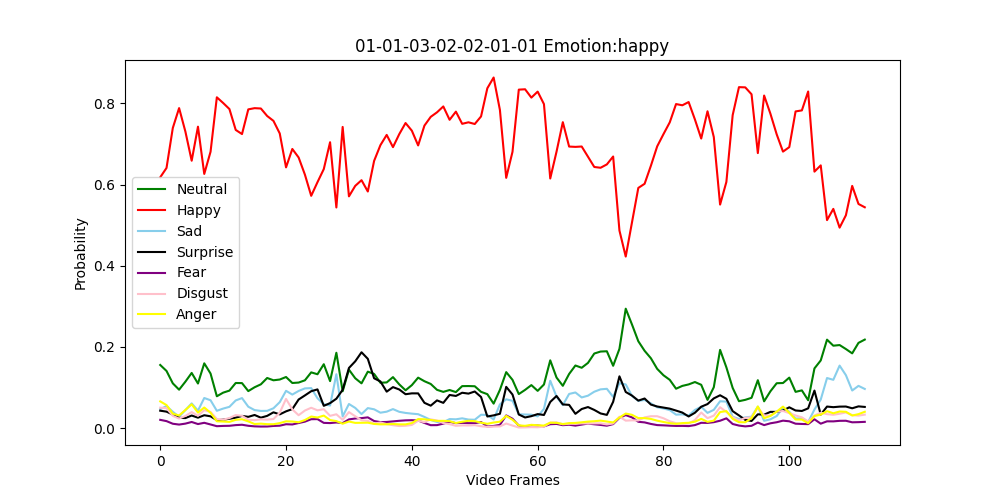 01-01-03-02-02-01-01 Emotion:happy
Probability
0.8
0.6
0.4
0.2
0.0
Neutral
Happy
Sad
Surprise
Fear
Disgust
Anger
0 20 40 60 80 100
Video Frames